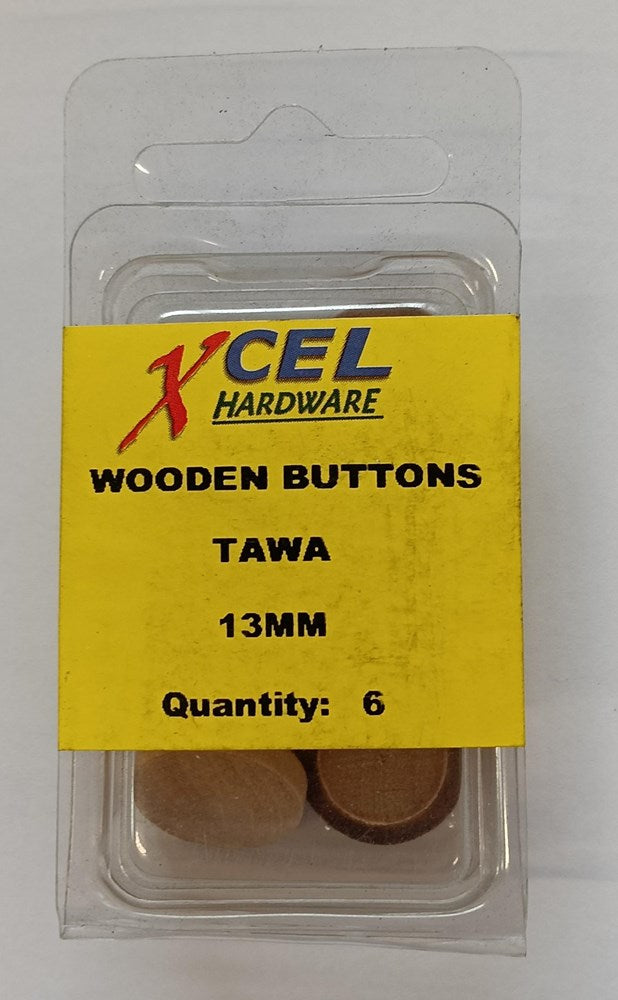 XCEL
HARDWARE
WOODEN BUTTONS
TAWA
13MM
Quantity: 6